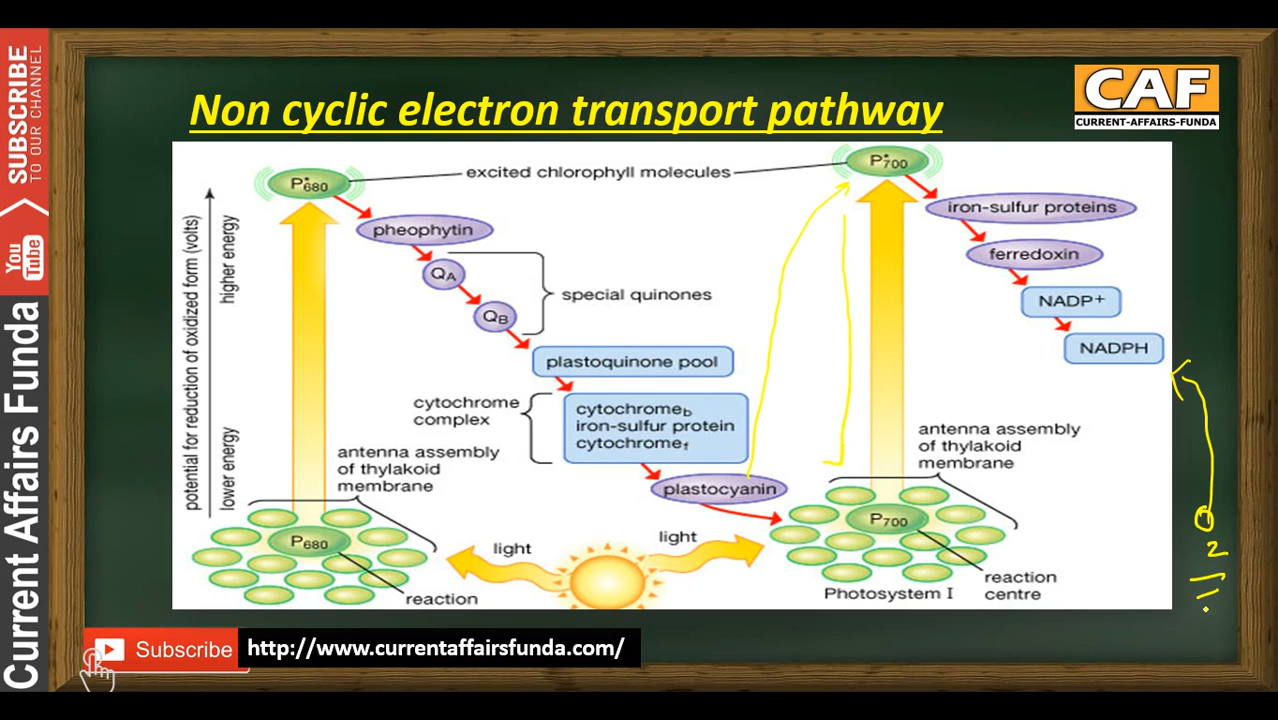 SUBSCRIBE
TO OUR CHANNEL
You
Tube
Current Affairs Funda
Non cyclic electron transport pathway
CAF
CURRENT-AFFAIRS-FUNDA
P*680
excited chlorophyll molecules
P*700
pheophytin
iron-sulfur proteins
QA
ferredoxin
special quinones
NADP+
QB
NADPH
plastoquinone pool
potential for reduction of oxidized form (volts)
higher energy
lower energy
cytochrome
complex
cytochromeb
iron-sulfur protein
cytochromef
antenna assembly
of thylakoid
membrane
plastocyanin
antenna assembly
of thylakoid
membrane
P680
P700
light
light
reaction
reaction
centre
Photosystem I
2
Subscribe
http://www.currentaffairsfunda.com/